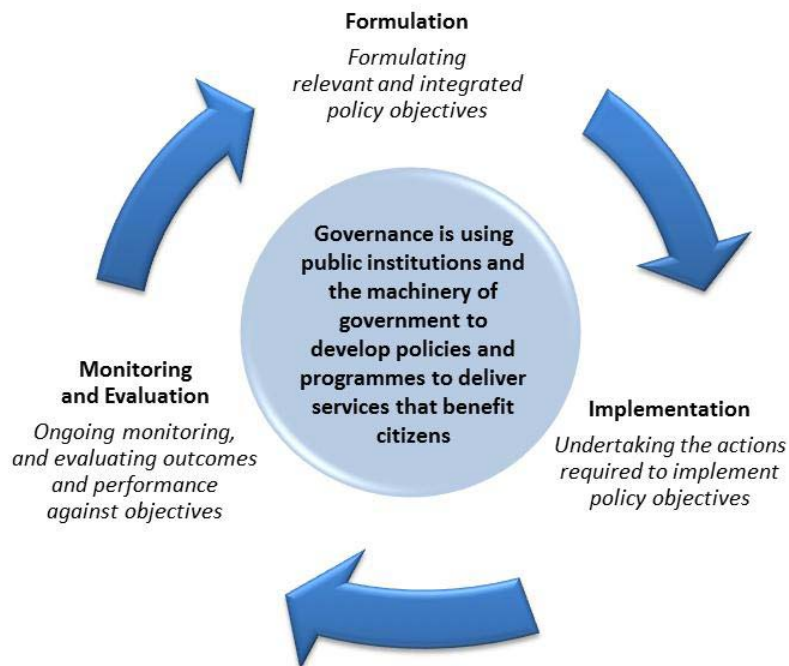 Formulation
Formulating
relevant and integrated
policy objectives
Governance is using
public institutions and
the machinery of
government to
develop policies and
programmes to deliver
services that benefit
citizens
Implementation
Undertaking the actions
required to implement
policy objectives
Monitoring
and Evaluation
Ongoing monitoring,
and evaluating outcomes
and performance
against objectives